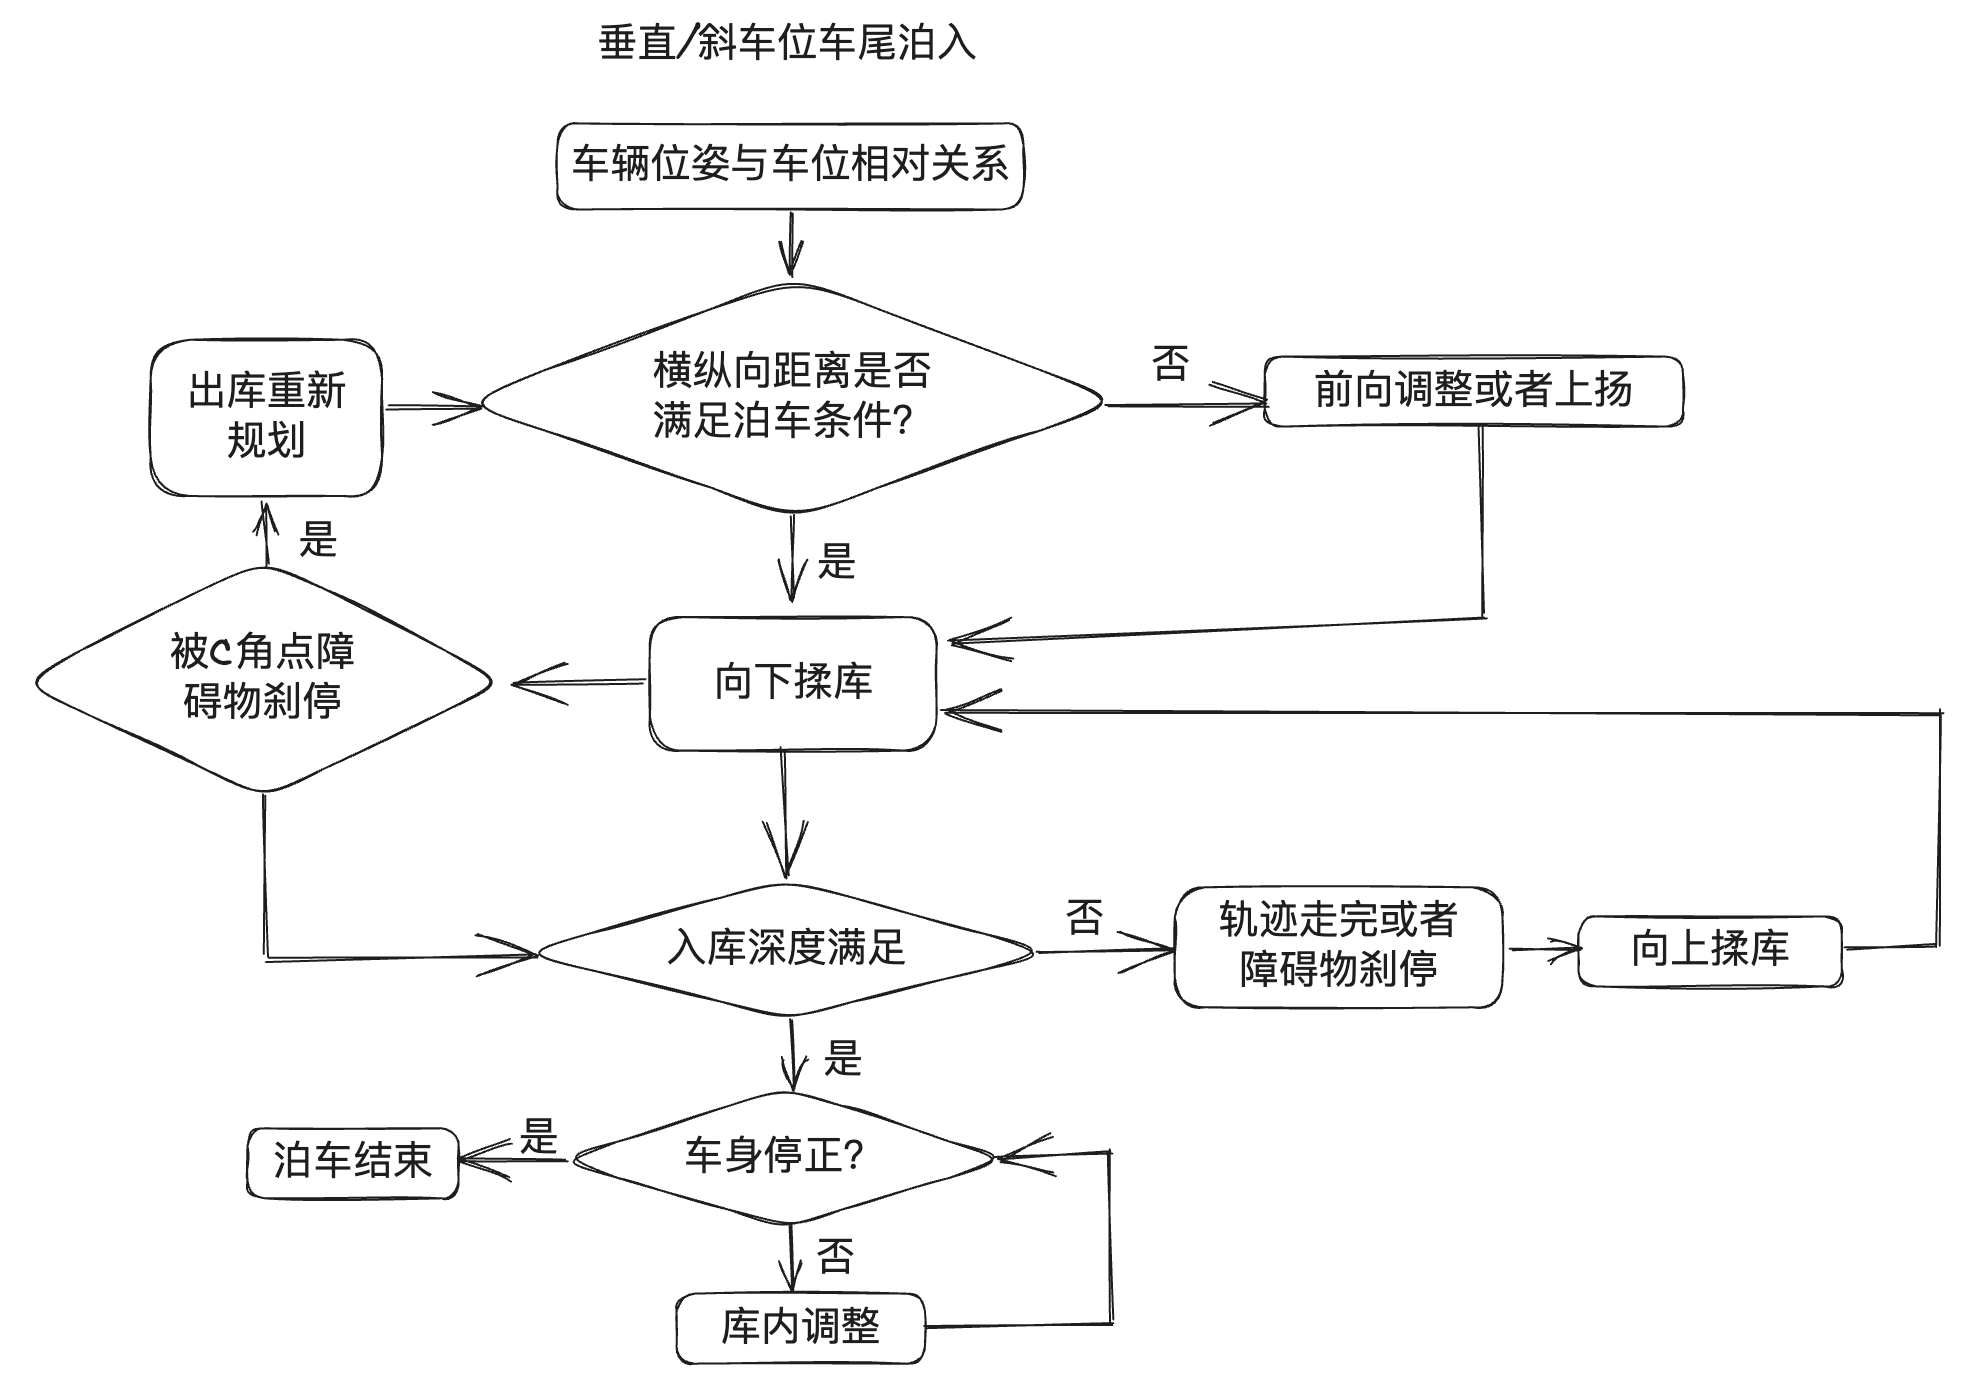 垂直/斜车位车尾泊入
车辆位姿与车位相对关系
横纵向距离是否
满足泊车条件?
否
前向调整或者上扬
出库重新
规划
是
是
被C角点障
碍物刹停
向下揉库
入库深度满足
否
轨迹走完或者
障碍物刹停
向上揉库
是
车身停正?
是
泊车结束
否
库内调整